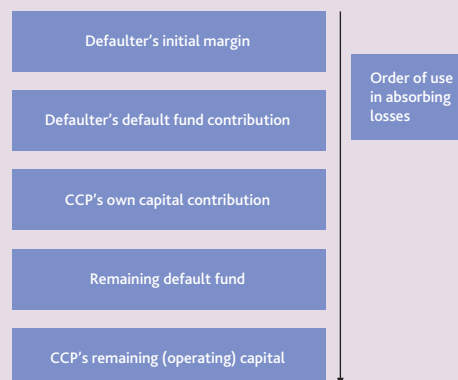 Defaulter’s initial margin
Order of use
in absorbing
losses
Defaulter’s default fund contribution
CCP’s own capital contribution
Remaining default fund
CCP’s remaining (operating) capital